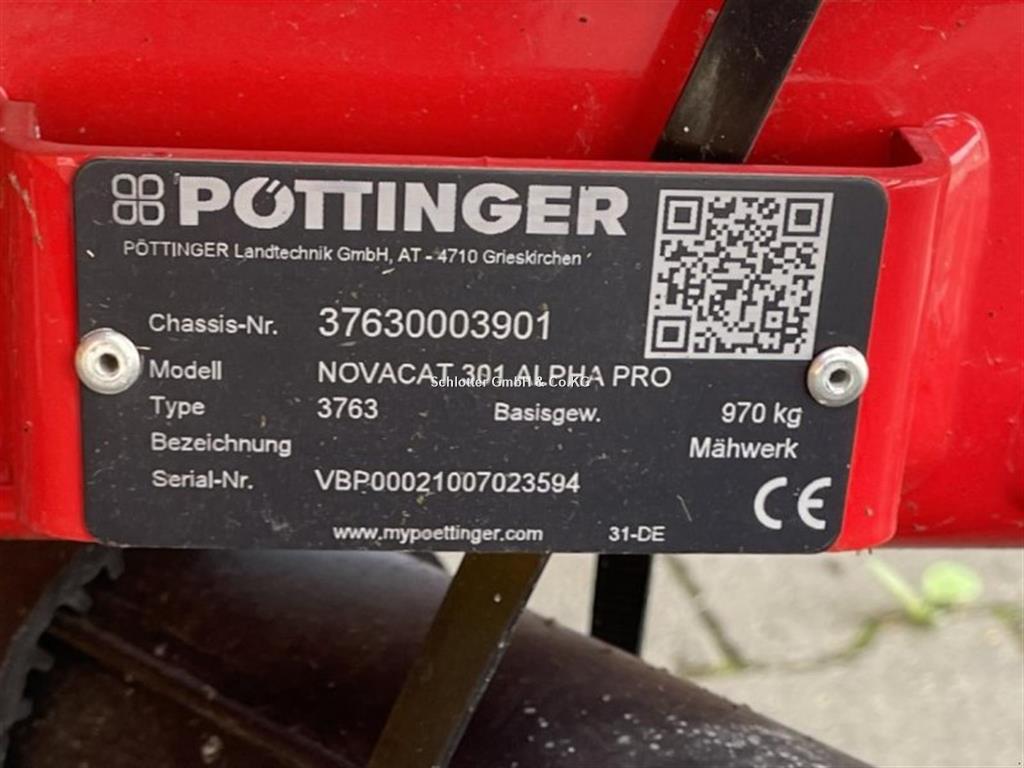 PÖTTINGER
PÖTTINGER Landtechnik GmbH, AT - 4710 Grieskirchen
Chassis-Nr. 37630003901
Modell NOVACAT 301 ALPHA PRO
Schlotter GmbH & Co.KG
Type 3763 Basisgew. 970 kg
Bezeichnung Mähwerk
Serial-Nr. VBP00021007023594
CE
www.mypoettinger.com 31-DE